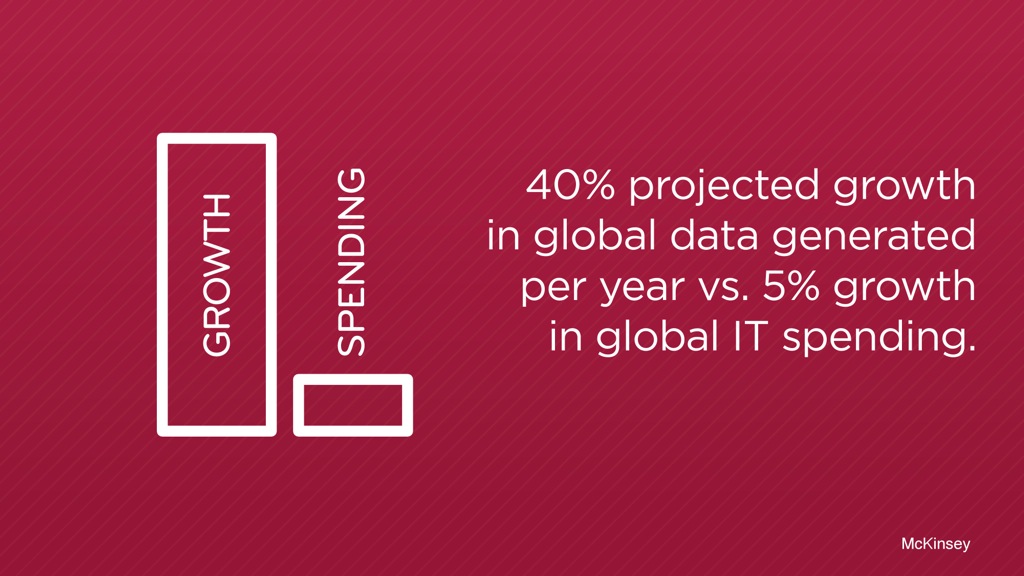 GROWTH
SPENDING
40% projected growth
in global data generated
per year vs. 5% growth
in global IT spending.
McKinsey